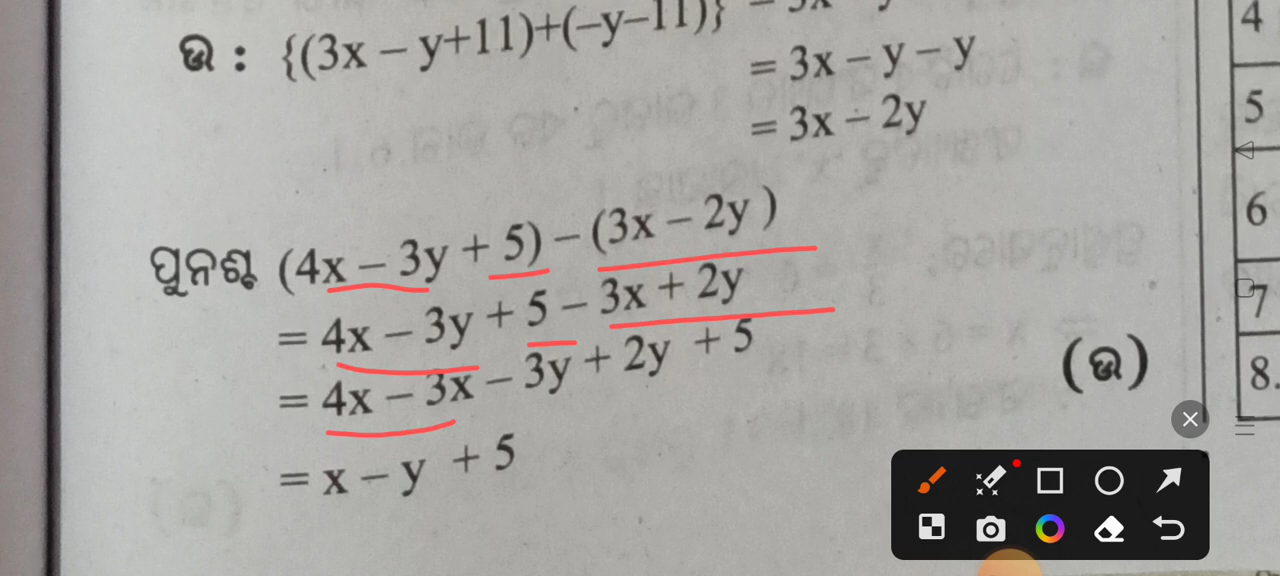 ଉ : {(3x – y+11)+(–y–11)}
= 3x – y – y
= 3x – 2y
ପୁନଶ୍ଚ (4x – 3y + 5) – (3x – 2y )
= 4x – 3y + 5 – 3x + 2y
= 4x – 3x – 3y + 2y + 5
(ଉ)
= x – y + 5
4
5
6
7
8.